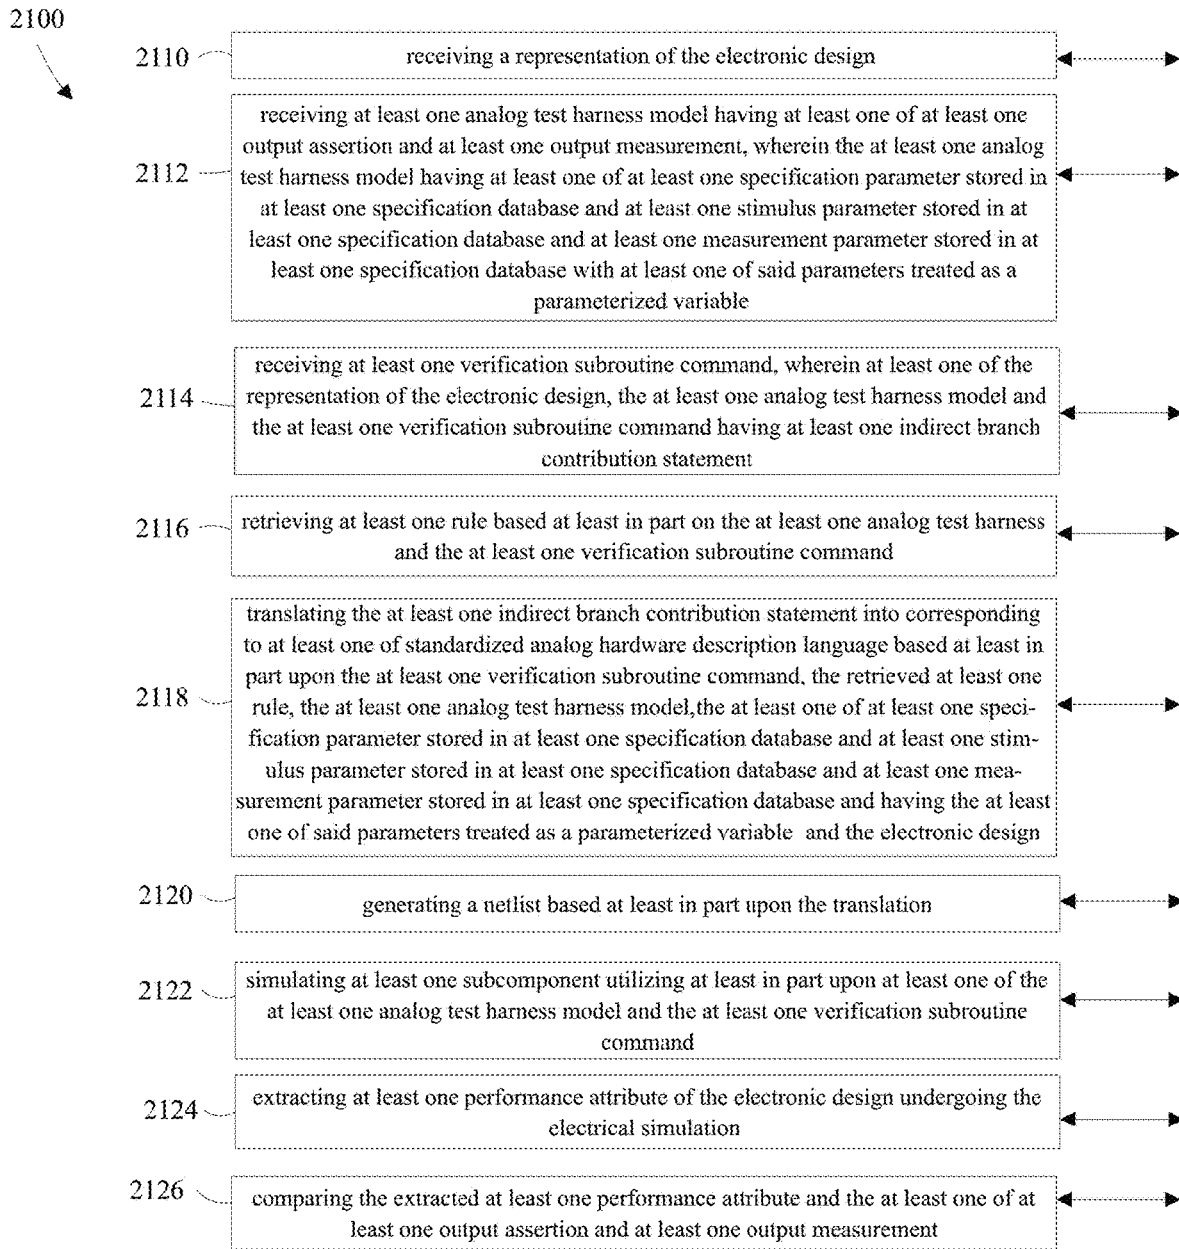 2100
2110
receiving a representation of the electronic design
receiving at least one analog test harness model having at least one of at least one
output assertion and at least one output measurement, wherein the at least one analog
2112
test harness model having at least one of at least one specification parameter stored in
at least one specification database and at least one stimulus parameter stored in at
least one specification database and at least one measurement parameter stored in at
least one specification database with at least one of said parameters treated as a
parameterized variable
receiving at least one verification subroutine command, wherein at least one of the
2114
representation of the electronic design, the at least one analog test harness model and
the at least one verification subroutine command having at least one indirect branch
contribution statement
2116
retrieving at least one rule based at least in part on the at least one analog test harness
and the at least one verification subroutine command
translating the at least one indirect branch contribution statement into corresponding
to at least one of standardized analog hardware description language based at least in
part upon the at least one verification subroutine command, the retrieved at least one
2118
rule, the at least one analog test harness model,the at least one of at least one speci-
fication parameter stored in at least one specification database and at least one stim-
ulus parameter stored in at least one specification database and at least one mea-
surement parameter stored in at least one specification database and having the at least
one of said parameters treated as a parameterized variable and the electronic design
2120
generating a netlist based at least in part upon the translation
2122
simulating at least one subcomponent utilizing at least in part upon at least one of the
at least one analog test harness model and the at least one verification subroutine
command
2124
extracting at least one performance attribute of the electronic design undergoing the
electrical simulation
2126
comparing the extracted at least one performance attribute and the at least one of at
least one output assertion and at least one output measurement